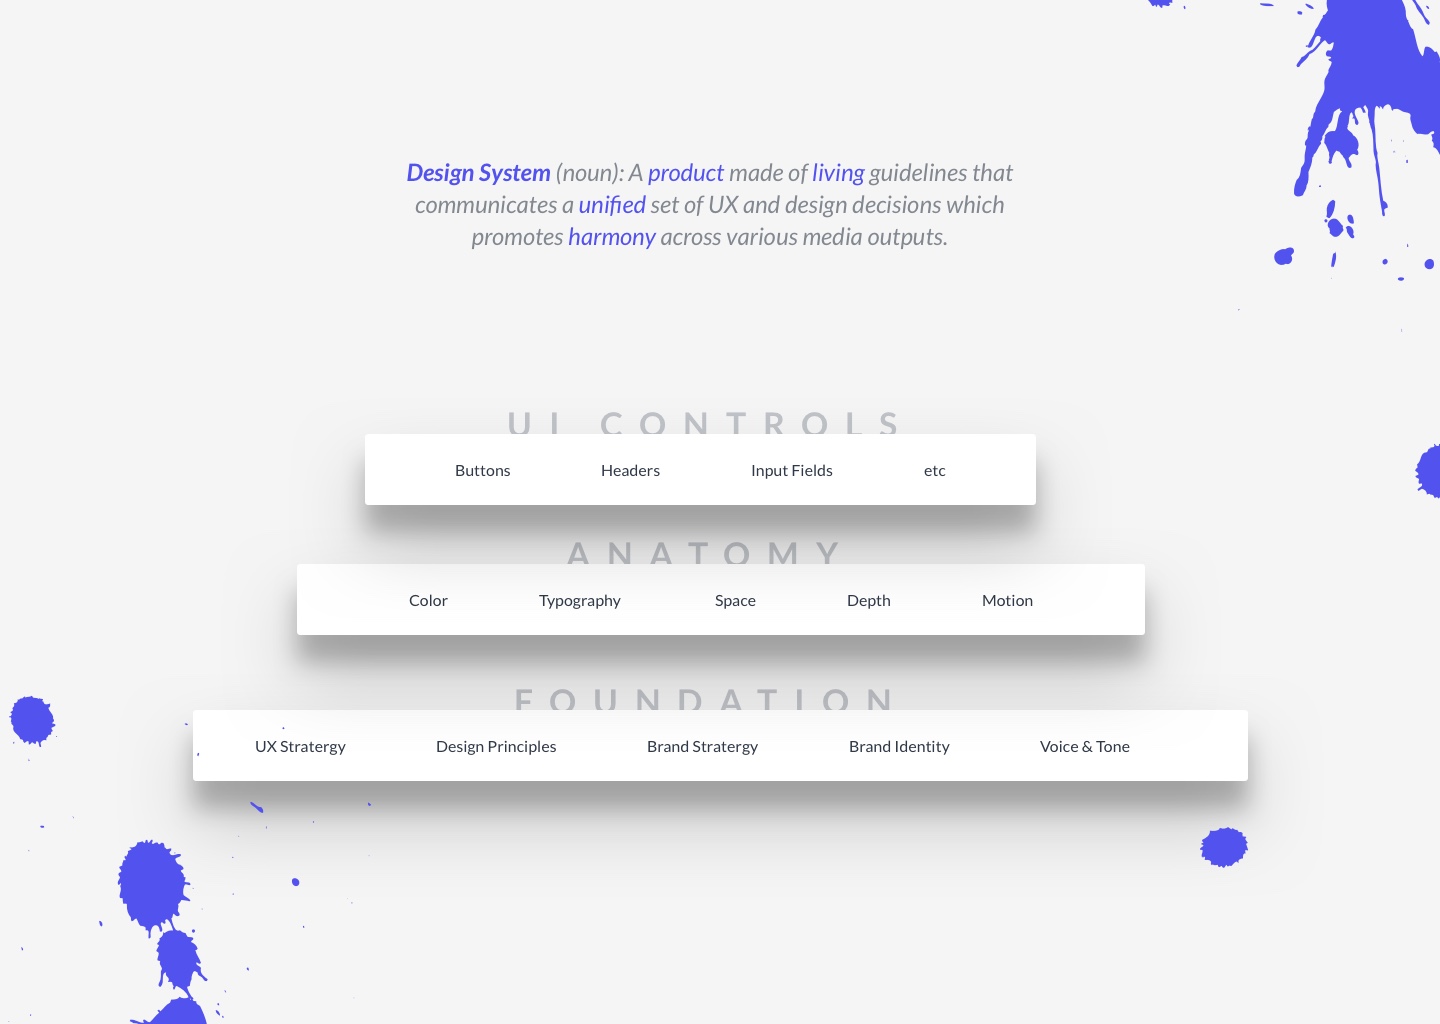 Design System (noun): A product made of living guidelines that
communicates a unified set of UX and design decisions which
promotes harmony across various media outputs.
UI CONTROLS
Buttons Headers Input Fields etc
ANATOMY
Color Typography Space Depth Motion
FOUNDATION
UX Stratergy Design Principles Brand Stratergy Brand Identity Voice & Tone